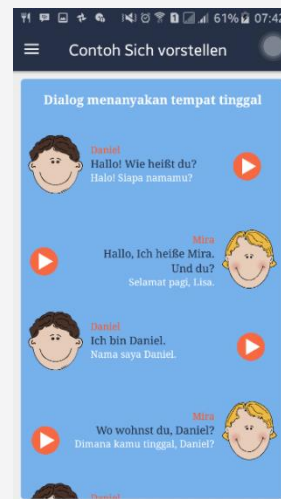 61% 07:42
Contoh Sich vorstellen
Dialog menanyakan tempat tinggal
Daniel
Hallo! Wie heißt du?
Halo! Siapa namamu?
Mira
Hallo, Ich heiße Mira.
Und du?
Selamat pagi, Lisa.
Daniel
Ich bin Daniel.
Nama saya Daniel.
Mira
Wo wohnst du, Daniel?
Dimana kamu tinggal, Daniel?
Daniel